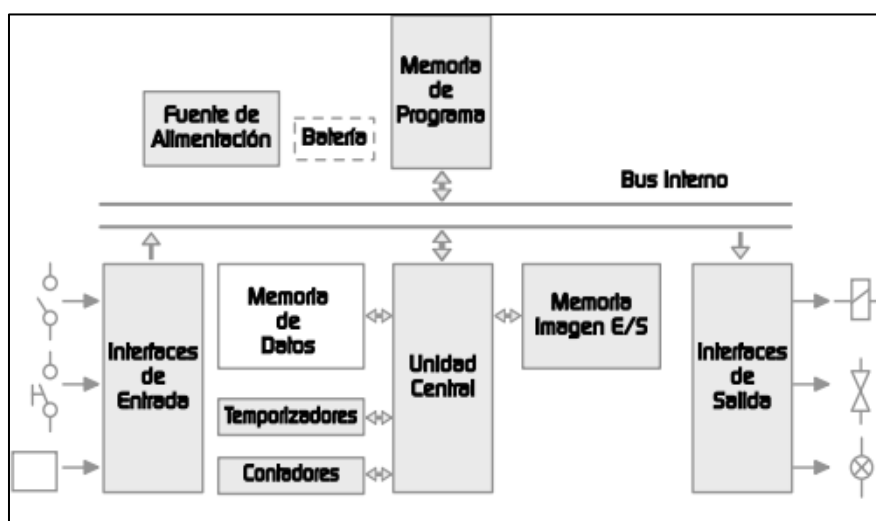 Memoria
de
Programa
Fuente de
Alimentación
Batería
Bus Interno
Interfaces
de
Entrada
Memoria
de
Datos
Temporizadores
Contadores
Unidad
Central
Memoria
Imagen E/S
Interfaces
de
Salida